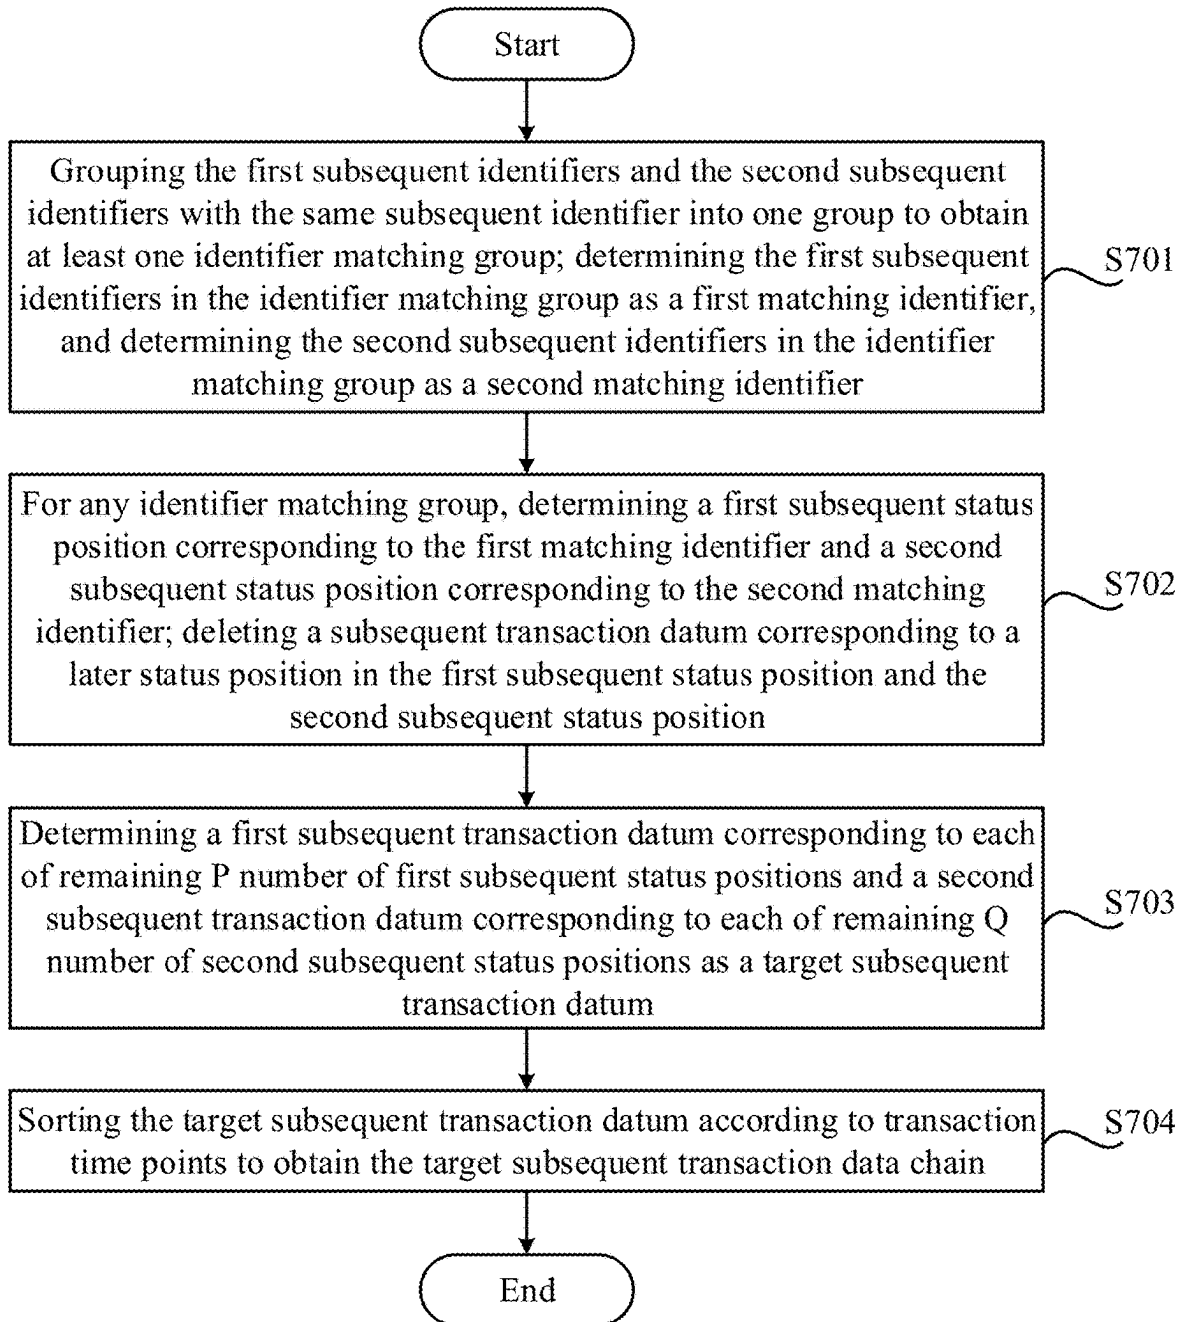 Start
Grouping the first subsequent identifiers and the second subsequent
identifiers with the same subsequent identifier into one group to obtain
at least one identifier matching group; determining the first subsequent
identifiers in the identifier matching group as a first matching identifier,
and determining the second subsequent identifiers in the identifier
matching group as a second matching identifier
S701
For any identifier matching group, determining a first subsequent status
position corresponding to the first matching identifier and a second
subsequent status position corresponding to the second matching
identifier; deleting a subsequent transaction datum corresponding to a
later status position in the first subsequent status position and the
second subsequent status position
S702
Determining a first subsequent transaction datum corresponding to each
of remaining P number of first subsequent status positions and a second
subsequent transaction datum corresponding to each of remaining Q
number of second subsequent status positions as a target subsequent
transaction datum
S703
Sorting the target subsequent transaction datum according to transaction
time points to obtain the target subsequent transaction data chain
S704
End